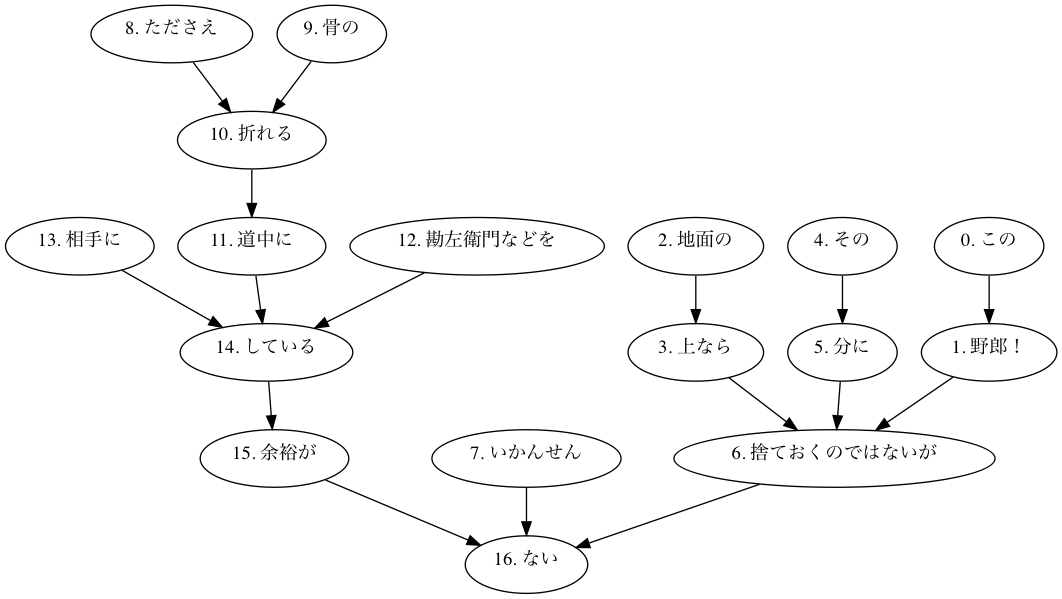 8. たださえ
9. 骨の
10. 折れる
13. 相手に
11. 道中に
12. 勘左衛門などを
2. 地面の
4. その
0. この
14. している
3. 上なら
5. 分に
1. 野郎！
15. 余裕が
7. いかんせん
6. 捨ておくのではないが
16. ない